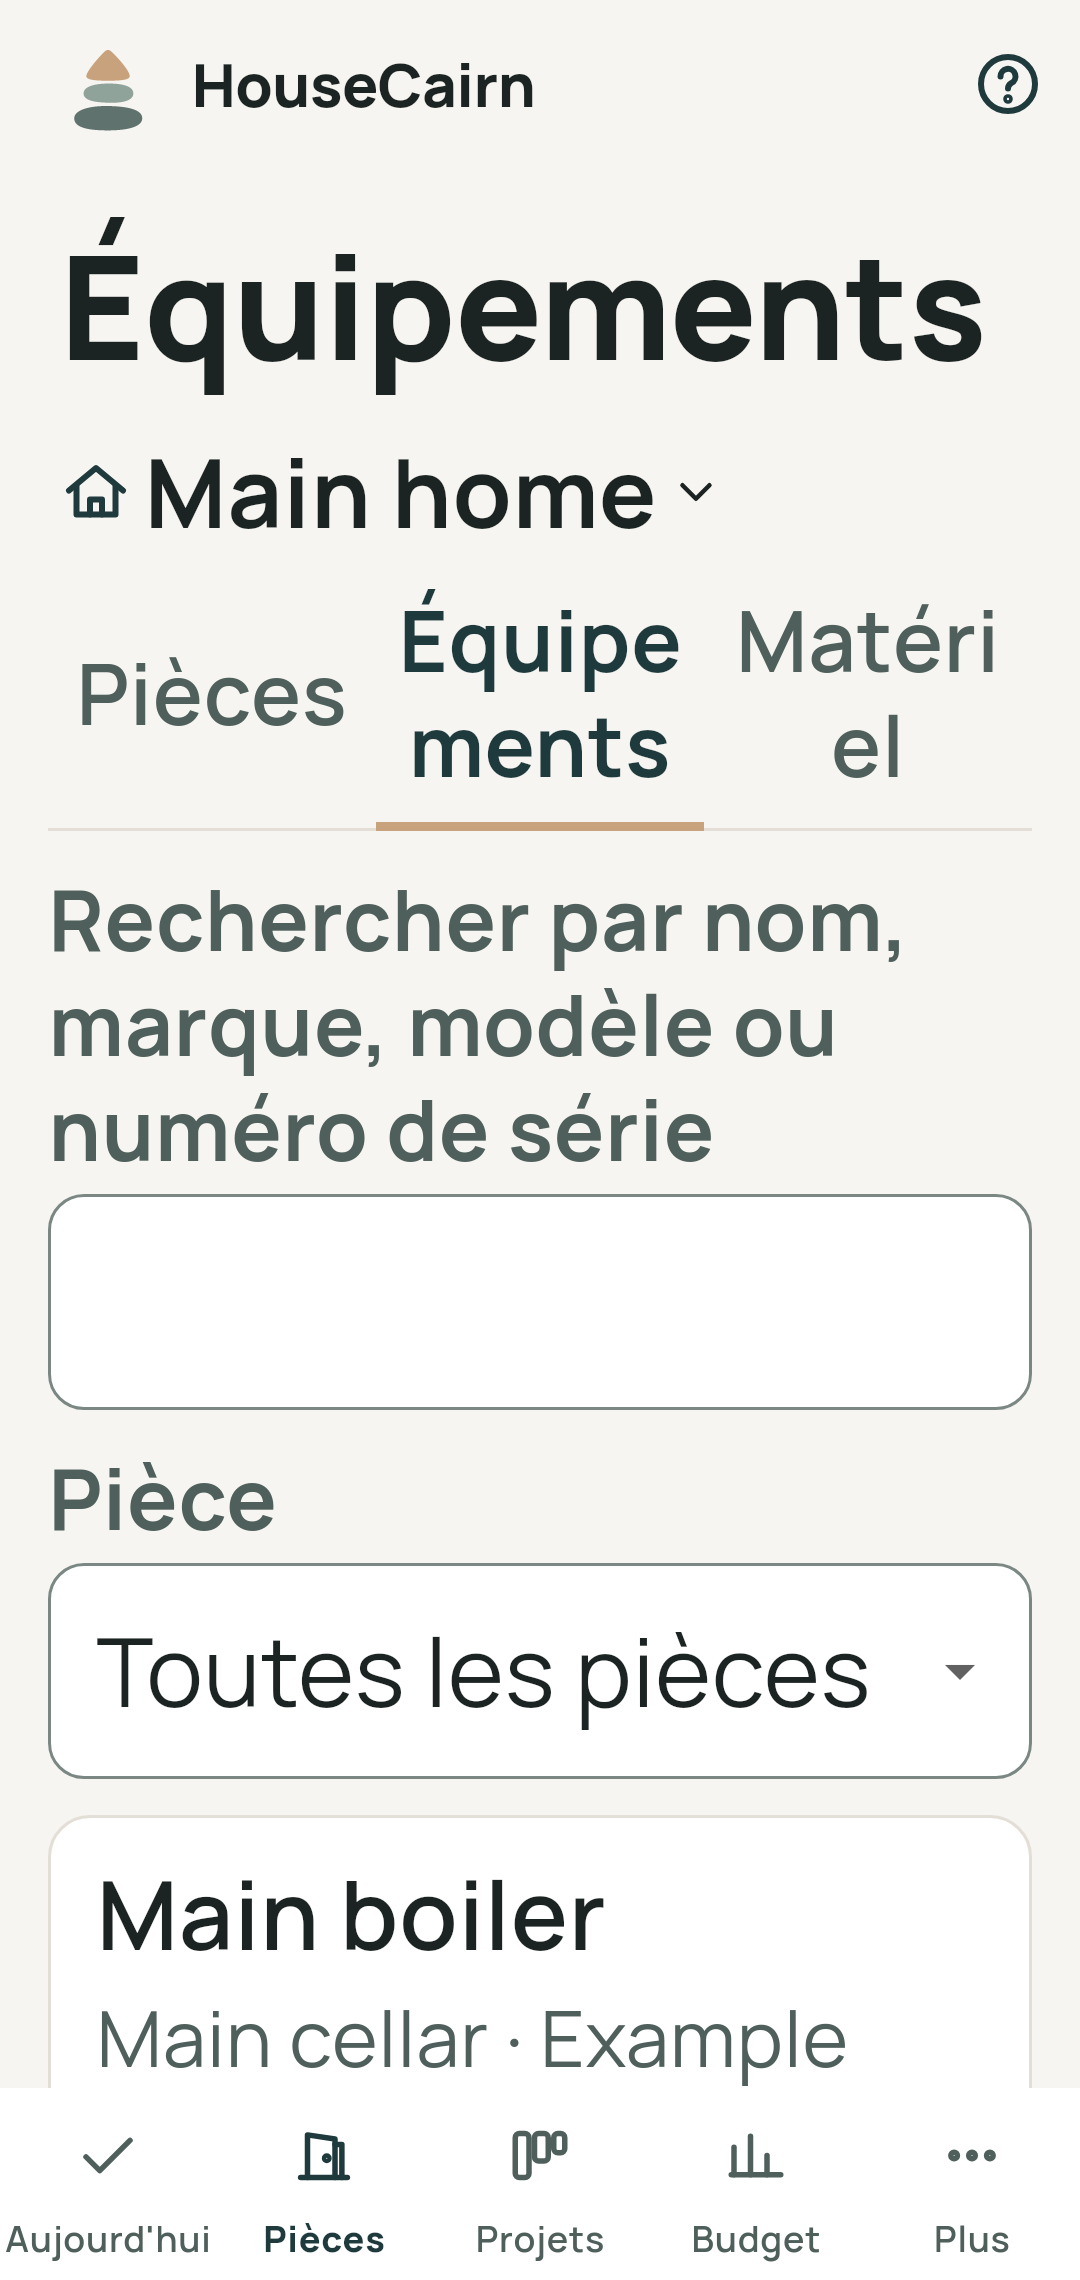 HouseCairn
Équipements
Main home
Pièces
Équipe
ments
Matéri
el
Rechercher par nom,
marque, modèle ou
numéro de série
Pièce
Toutes les pièces
Main boiler
Main cellar · Example
Aujourd'hui
Pièces
Projets
Budget
Plus